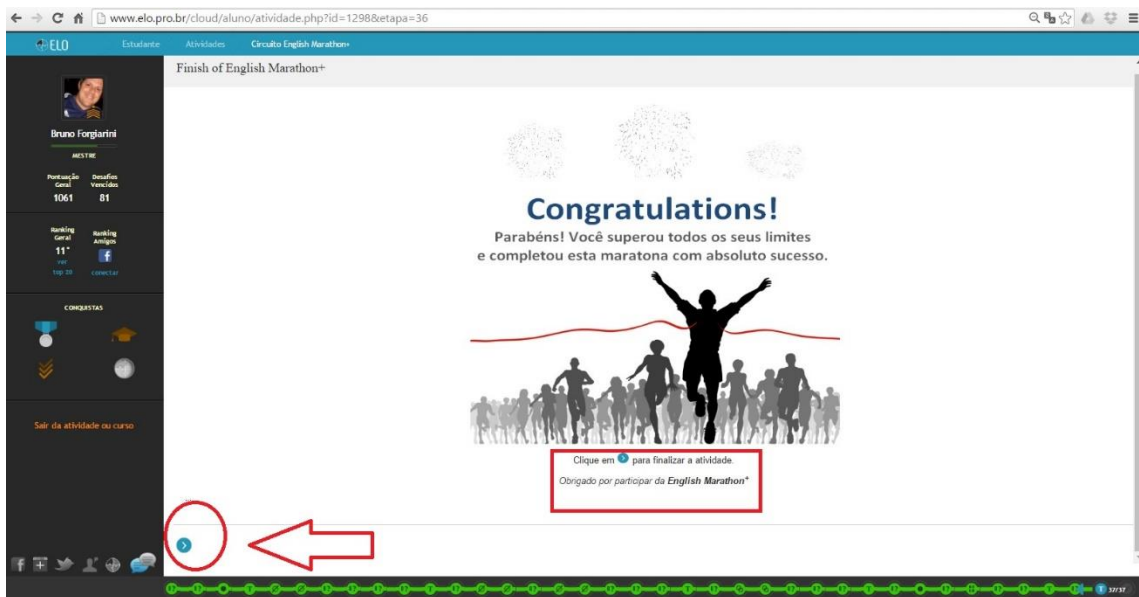 www.elo.pro.br/cloud/aluno/atividade.php?id=1298&etapa=36
ELO
Estudante
Atividades
Circuito English Marathon+
Finish of English Marathon+
Bruno Forgiarini
MESTRE
Pontuação Geral
Desafios Vencidos
1061
81
Ranking Geral
Ranking Amigos
11°
ver top 20
conectar
CONQUISTAS
Sair da atividade ou curso
Congratulations!
Parabéns! Você superou todos os seus limites
e completou esta maratona com absoluto sucesso.
Clique em para finalizar a atividade.
Obrigado por participar da English Marathon+
37/37